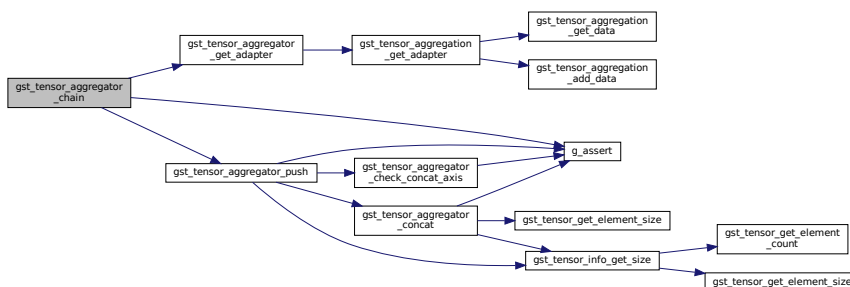 gst_tensor_aggregator
_chain
gst_tensor_aggregator
_get_adapter
gst_tensor_aggregation
_get_adapter
gst_tensor_aggregation
_get_data
gst_tensor_aggregation
_add_data
gst_tensor_aggregator_push
g_assert
gst_tensor_aggregator
_check_concat_axis
gst_tensor_aggregator
_concat
gst_tensor_get_element_size
gst_tensor_info_get_size
gst_tensor_get_element
_count
gst_tensor_get_element_size